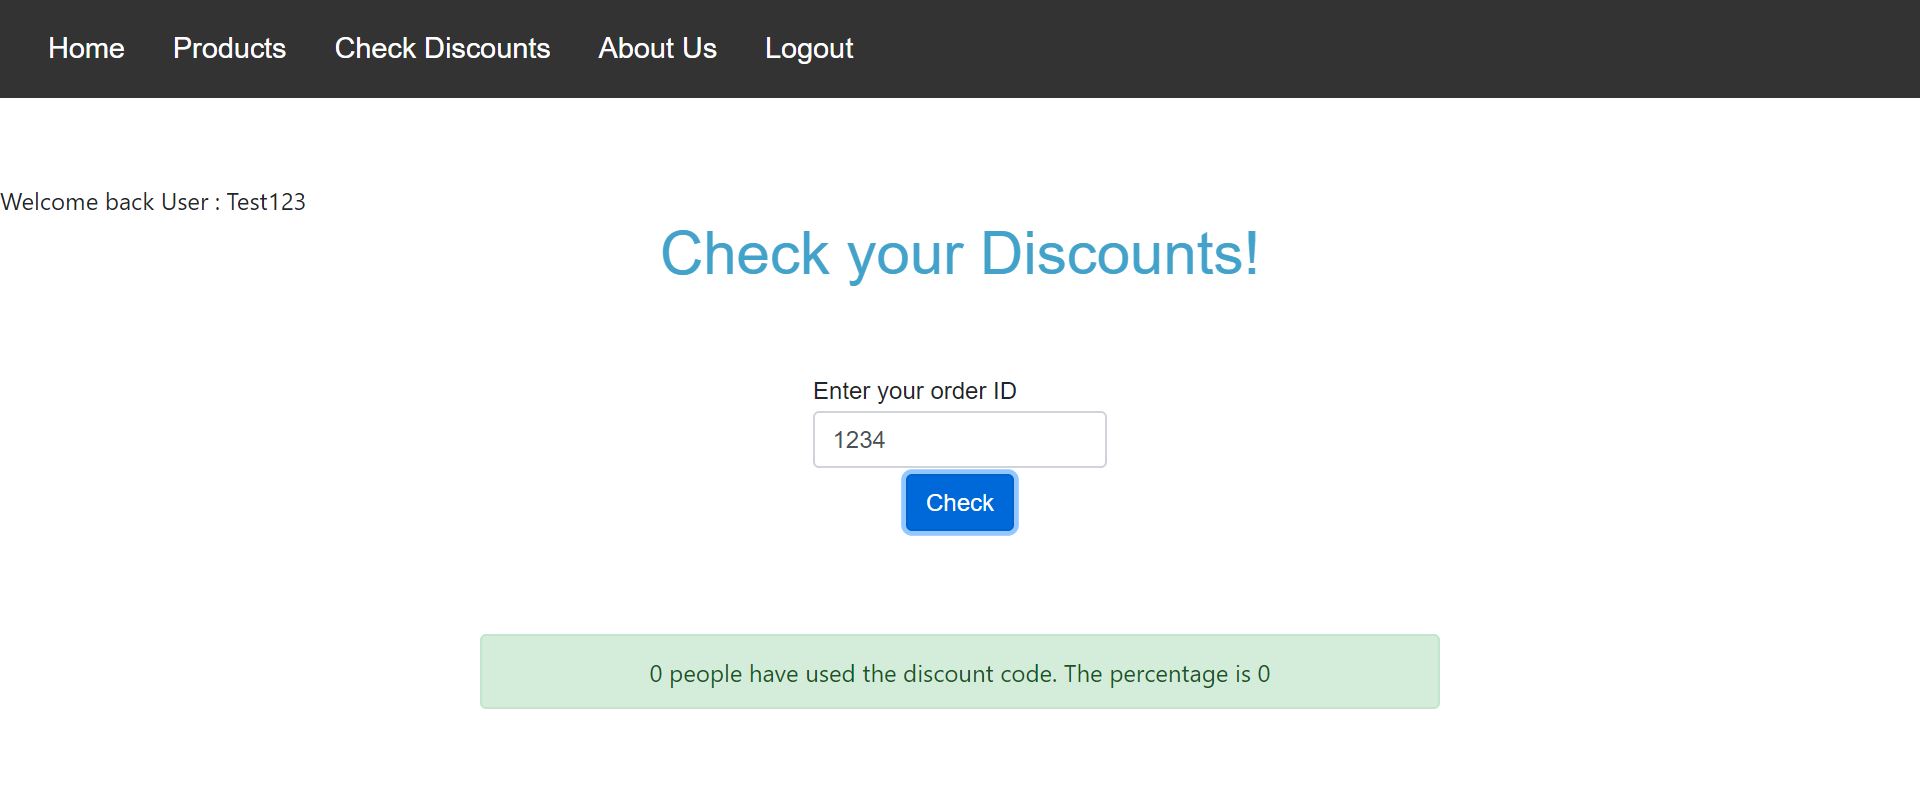 Home Products Check Discounts About Us Logout
Welcome back User : Test123
Check your Discounts!
Enter your order ID
1234
Check
0 people have used the discount code. The percentage is 0